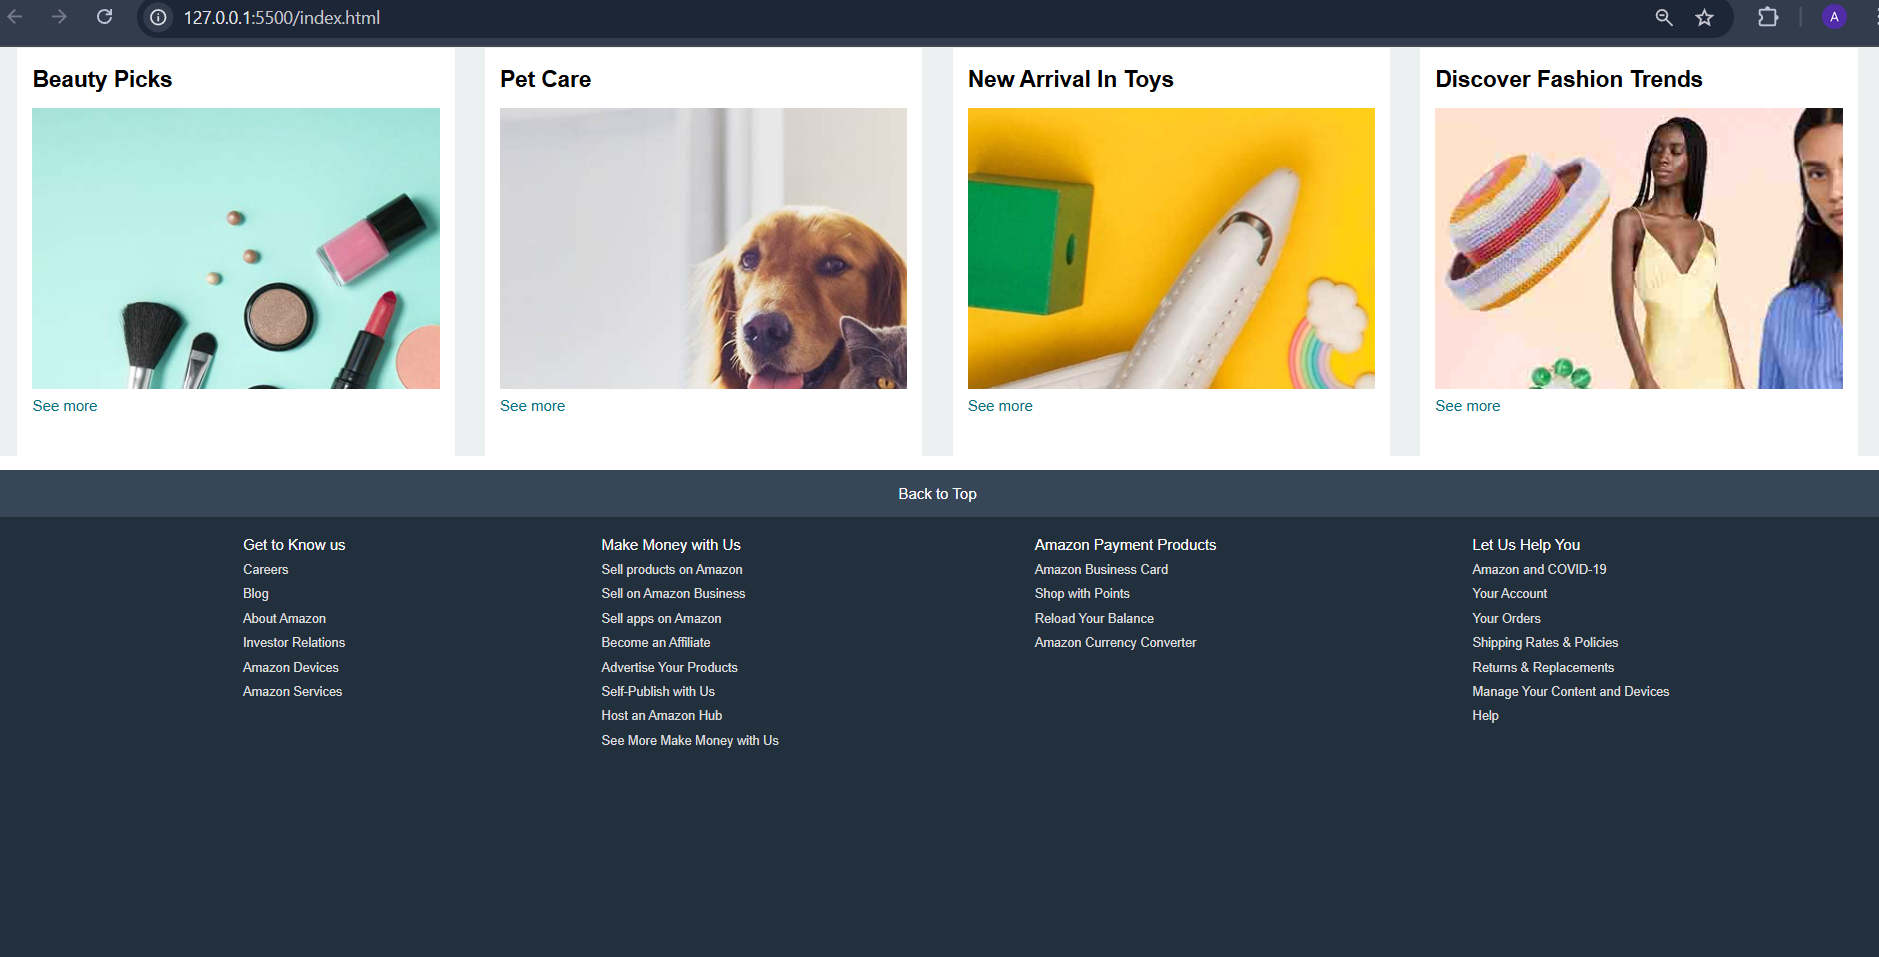 127.0.0.1:5500/index.html
A
Beauty Picks
See more
Pet Care
See more
New Arrival In Toys
See more
Discover Fashion Trends
See more
Back to Top
Get to Know us
Careers
Blog
About Amazon
Investor Relations
Amazon Devices
Amazon Services
Make Money with Us
Sell products on Amazon
Sell on Amazon Business
Sell apps on Amazon
Become an Affiliate
Advertise Your Products
Self-Publish with Us
Host an Amazon Hub
See More Make Money with Us
Amazon Payment Products
Amazon Business Card
Shop with Points
Reload Your Balance
Amazon Currency Converter
Let Us Help You
Amazon and COVID-19
Your Account
Your Orders
Shipping Rates & Policies
Returns & Replacements
Manage Your Content and Devices
Help